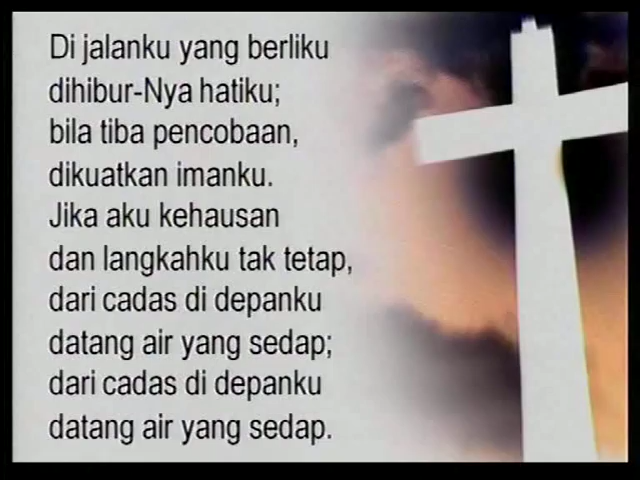 Di jalanku yang berliku
dihibur-Nya hatiku;
bila tiba pencobaan,
dikuatkan imanku.
Jika aku kehausan
dan langkahku tak tetap,
dari cadas di depanku
datang air yang sedap;
dari cadas di depanku
datang air yang sedap.